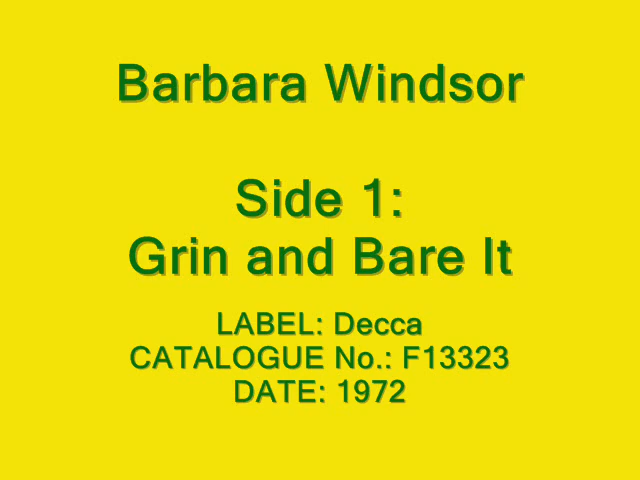 Barbara Windsor
Side 1:
Grin and Bare It
LABEL: Decca
CATALOGUE No.: F13323
DATE: 1972